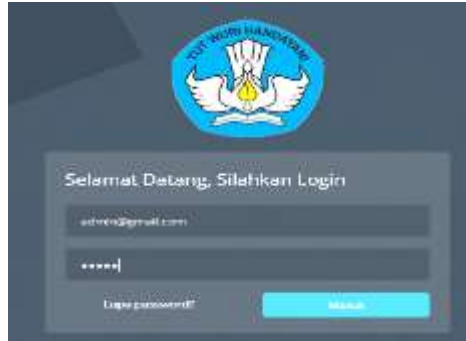 TUT WURI HANDAYANI
Selamat Datang, Silahkan Login
admin@gmail.com
•••••
Lupa password?
Masuk